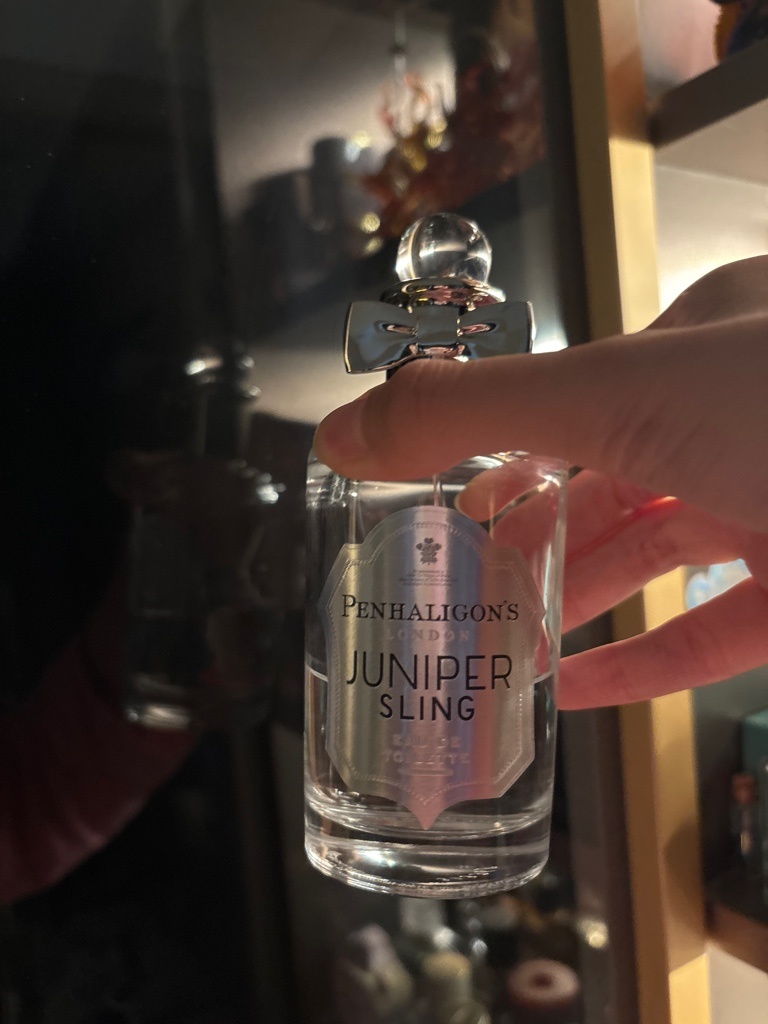 PENHALIGON'S
LONDON
JUNIPER
SLING
EAU DE
TOILETTE